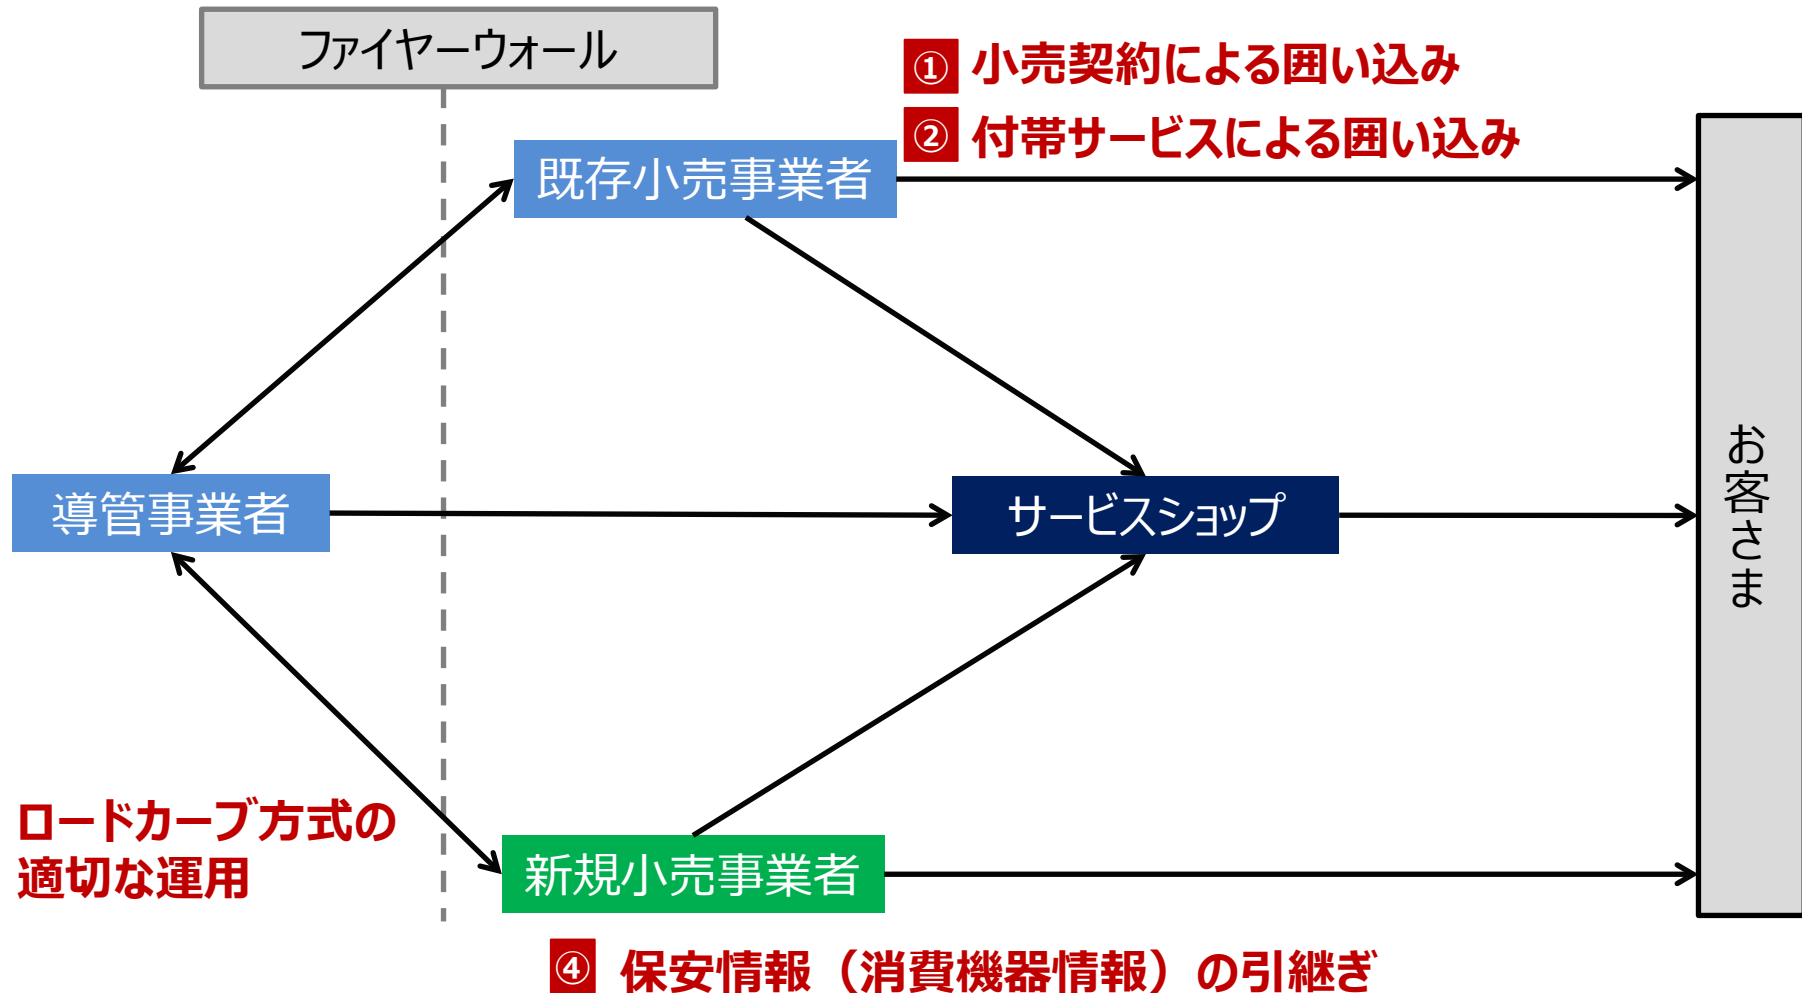 ファイヤーウォール
① 小売契約による囲い込み
② 付帯サービスによる囲い込み
既存小売事業者
お客さま
導管事業者
サービスショップ
ロードカーブ方式の
適切な運用
新規小売事業者
④ 保安情報（消費機器情報）の引継ぎ